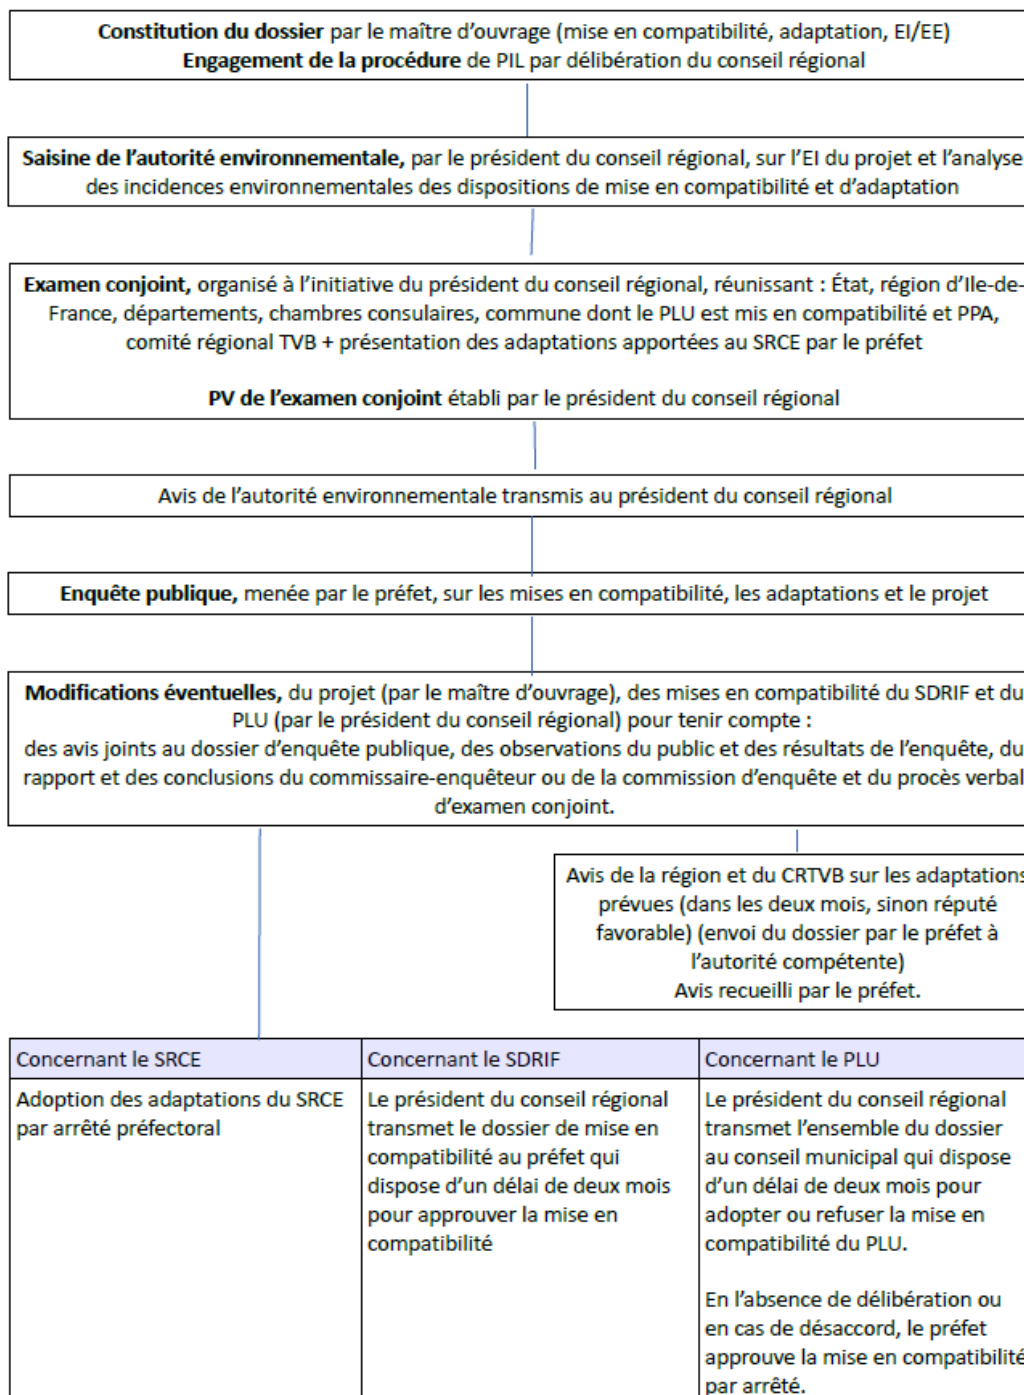 Constitution du dossier par le maître d'ouvrage (mise en compatibilité, adaptation, EI/EE)
Engagement de la procédure de PIL par délibération du conseil régional
Saisine de l'autorité environnementale, par le président du conseil régional, sur l'EI du projet et l'analyse
des incidences environnementales des dispositions de mise en compatibilité et d'adaptation
Examen conjoint, organisé à l'initiative du président du conseil régional, réunissant : État, région d'Ile-de-
France, départements, chambres consulaires, commune dont le PLU est mis en compatibilité et PPA,
comité régional TVB + présentation des adaptations apportées au SRCE par le préfet
PV de l'examen conjoint établi par le président du conseil régional
Avis de l'autorité environnementale transmis au président du conseil régional
Enquête publique, menée par le préfet, sur les mises en compatibilité, les adaptations et le projet
Modifications éventuelles, du projet (par le maître d'ouvrage), des mises en compatibilité du SDRIF et du
PLU (par le président du conseil régional) pour tenir compte :
des avis joints au dossier d'enquête publique, des observations du public et des résultats de l'enquête, du
rapport et des conclusions du commissaire-enquêteur ou de la commission d'enquête et du procès verbal
d'examen conjoint.
Avis de la région et du CRTVB sur les adaptations
prévues (dans les deux mois, sinon réputé
favorable) (envoi du dossier par le préfet à
l'autorité compétente)
Avis recueilli par le préfet.
Concernant le SRCE
Adoption des adaptations du SRCE
par arrêté préfectoral
Concernant le SDRIF
Le président du conseil régional
transmet le dossier de mise en
compatibilité au préfet qui
dispose d'un délai de deux mois
pour approuver la mise en
compatibilité
Concernant le PLU
Le président du conseil régional
transmet l'ensemble du dossier
au conseil municipal qui dispose
d'un délai de deux mois pour
adopter ou refuser la mise en
compatibilité du PLU.
En l'absence de délibération ou
en cas de désaccord, le préfet
approuve la mise en compatibilité
par arrêté.